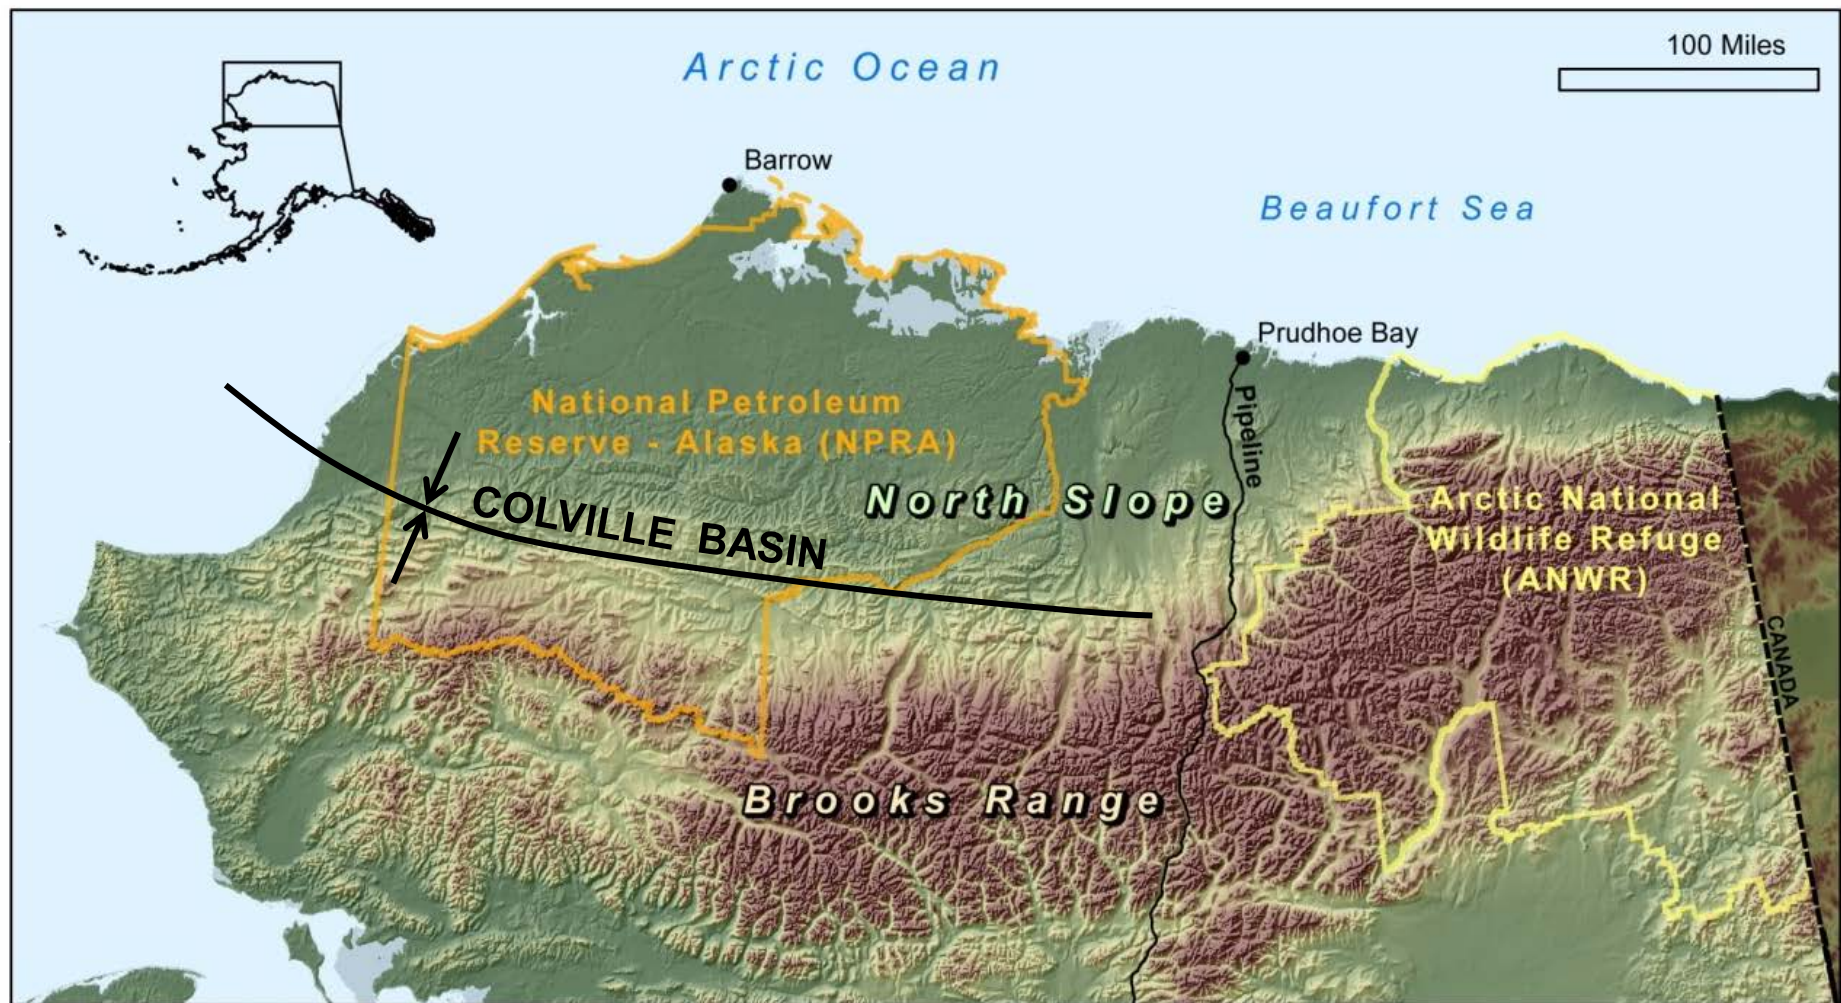 100 Miles
Arctic Ocean
Barrow
Beaufort Sea
Prudhoe Bay
Pipeline
National Petroleum
Reserve - Alaska (NPRA)
North Slope
COLVILLE BASIN
Arctic National
Wildlife Refuge
(ANWR)
CANADA
Brooks Range